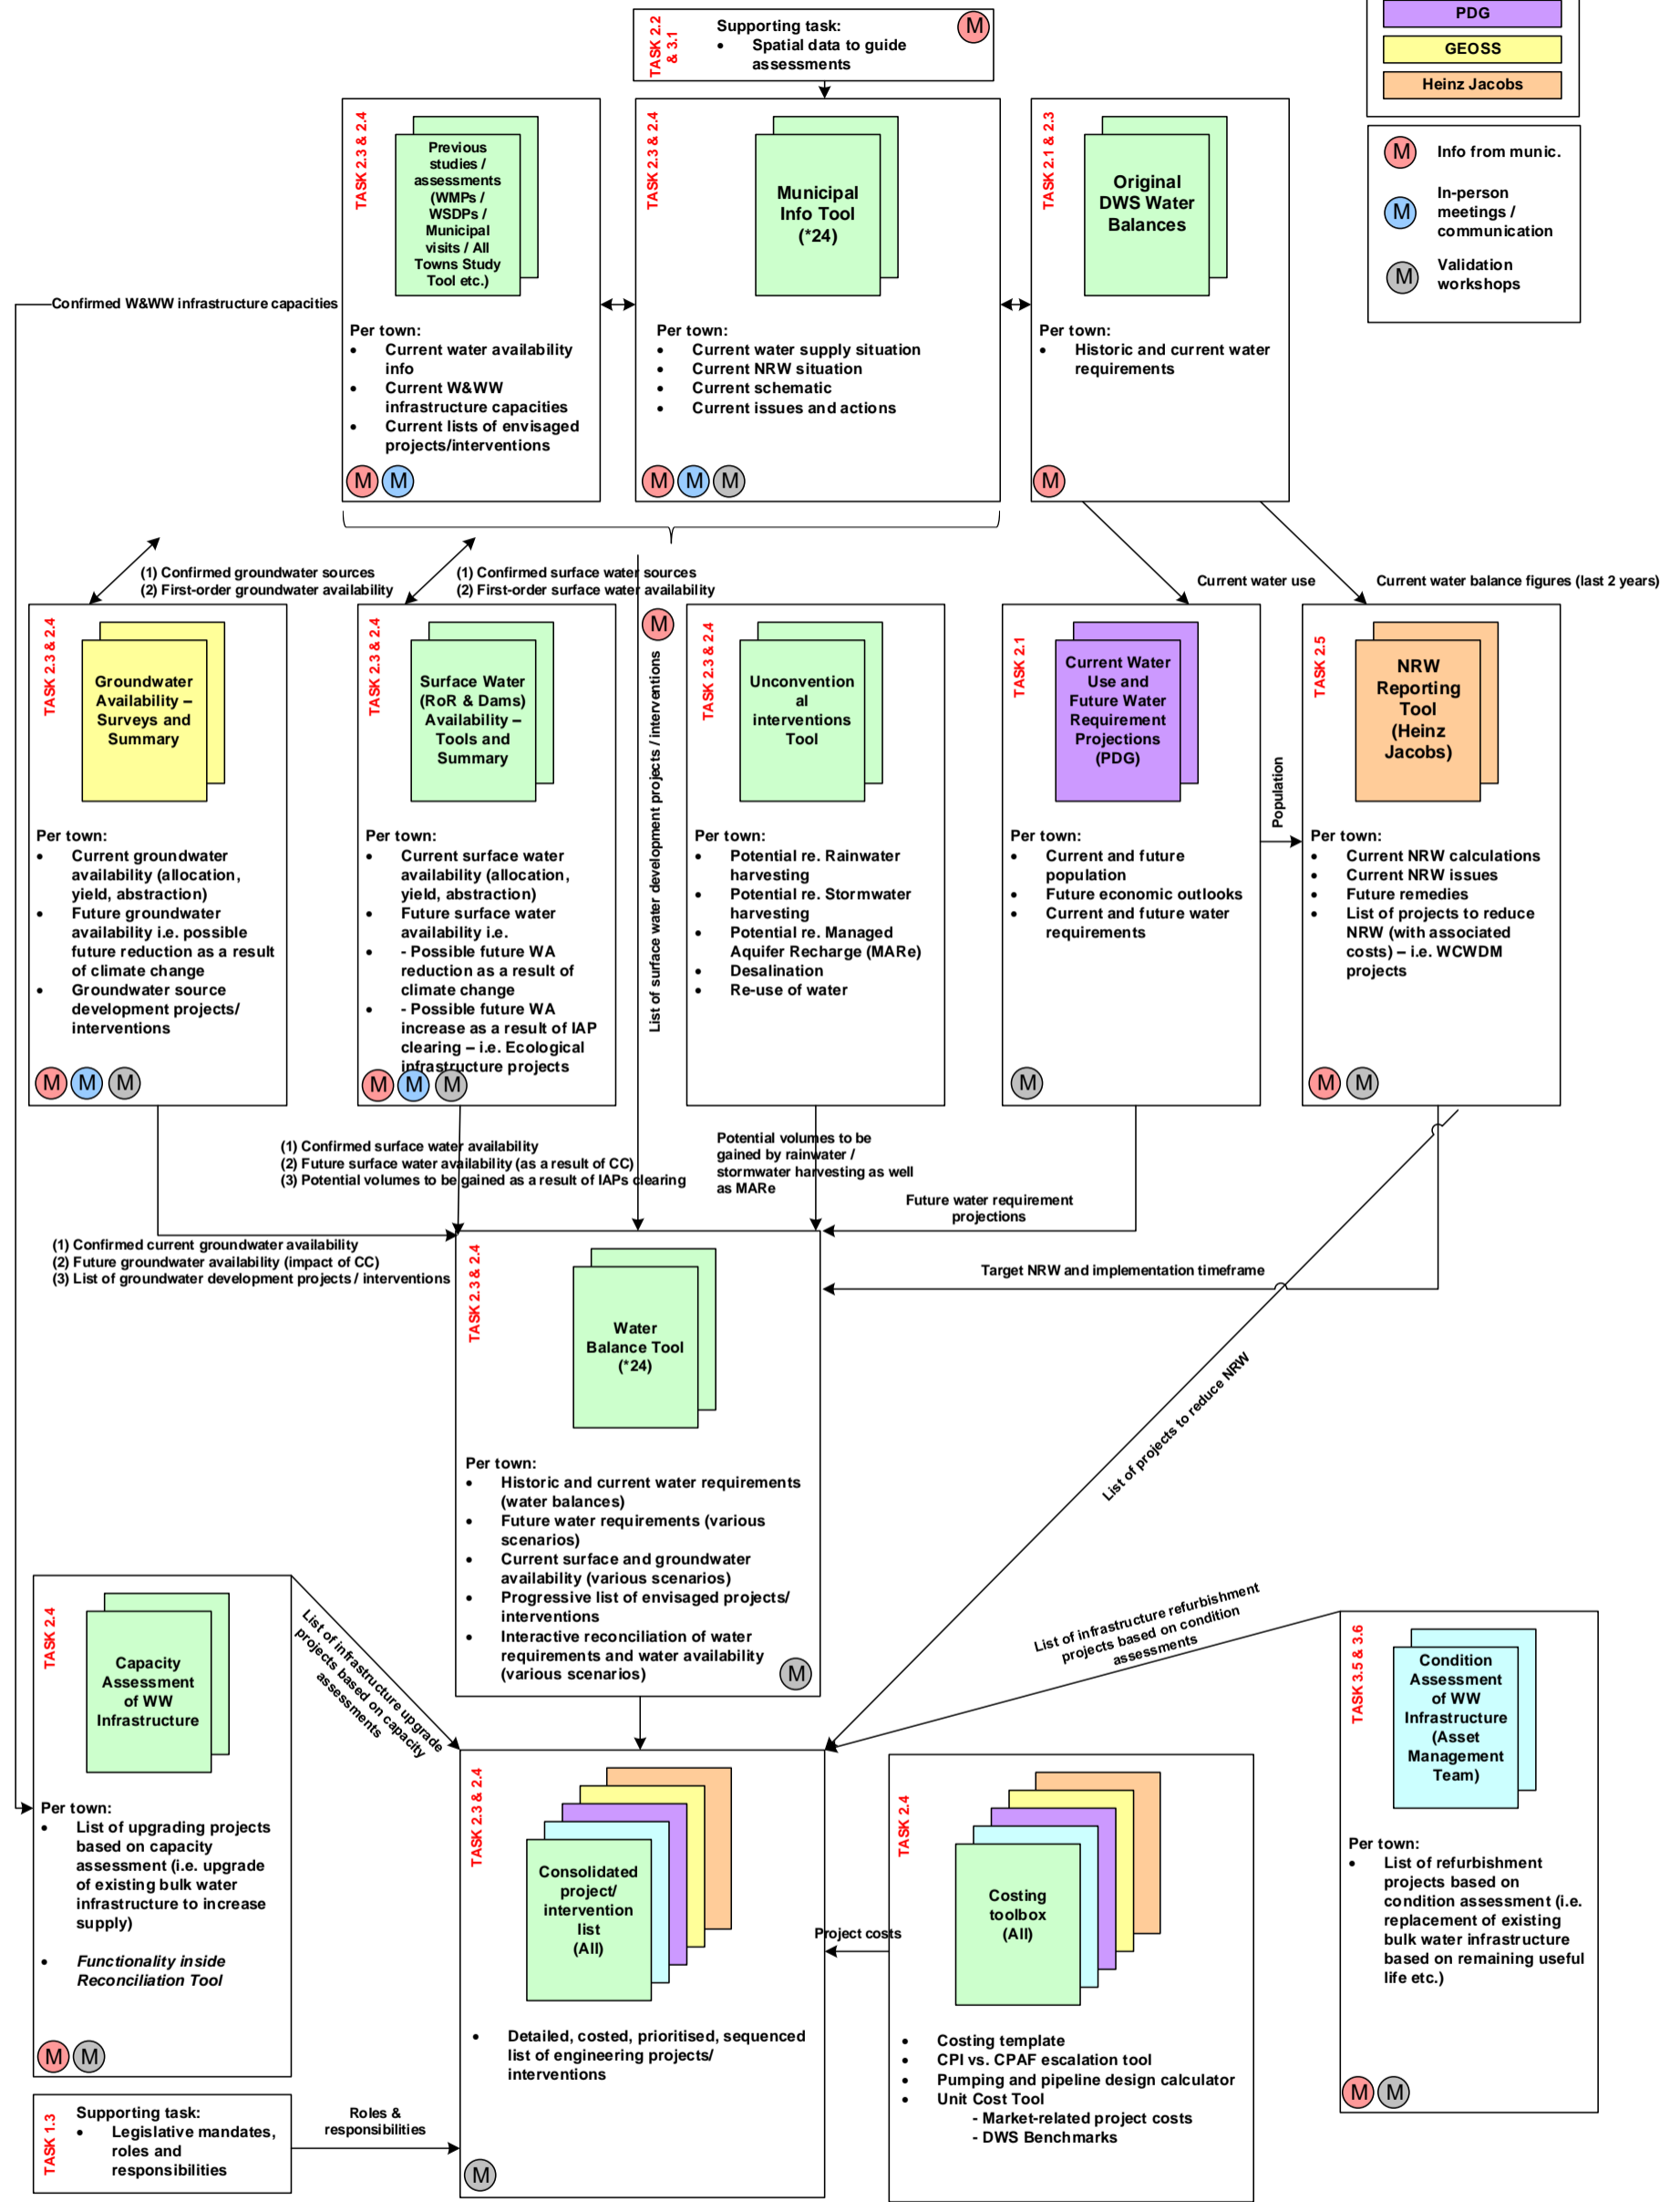 PDG
GEOSS
Heinz Jacobs
M
Info from munic.
M
In-person
meetings /
communication
M
Validation
workshops
TASK 2.2
& 3.1
Supporting task:
• Spatial data to guide
assessments
M
TASK 2.3 & 2.4
Previous
studies /
assessments
(WMPs /
WSDPs /
Municipal
visits / All
Towns Study
Tool etc.)
Per town:
• Current water availability
info
• Current W&WW
infrastructure capacities
• Current lists of envisaged
projects/interventions
M M
TASK 2.3 & 2.4
Municipal
Info Tool
(*24)
Per town:
• Current water supply situation
• Current NRW situation
• Current schematic
• Current issues and actions
M M M
TASK 2.1 & 2.3
Original
DWS Water
Balances
Per town:
• Historic and current water
requirements
M
Confirmed W&WW infrastructure capacities
(1) Confirmed groundwater sources
(2) First-order groundwater availability
(1) Confirmed surface water sources
(2) First-order surface water availability
M
List of surface water development projects / interventions
Current water use
Current water balance figures (last 2 years)
TASK 2.3 & 2.4
Groundwater
Availability –
Surveys and
Summary
Per town:
• Current groundwater
availability (allocation,
yield, abstraction)
• Future groundwater
availability i.e. possible
future reduction as a result
of climate change
• Groundwater source
development projects/
interventions
M M M
TASK 2.3 & 2.4
Surface Water
(RoR & Dams)
Availability –
Tools and
Summary
Per town:
• Current surface water
availability (allocation,
yield, abstraction)
• Future surface water
availability i.e.
• - Possible future WA
reduction as a result of
climate change
• - Possible future WA
increase as a result of IAP
clearing – i.e. Ecological
infrastructure projects
M M M
TASK 2.3 & 2.4
Unconvention
al
interventions
Tool
Per town:
• Potential re. Rainwater
harvesting
• Potential re. Stormwater
harvesting
• Potential re. Managed
Aquifer Recharge (MARe)
• Desalination
• Re-use of water
TASK 2.1
Current Water
Use and
Future Water
Requirement
Projections
(PDG)
Per town:
• Current and future
population
• Future economic outlooks
• Current and future water
requirements
M
Population
TASK 2.5
NRW
Reporting
Tool
(Heinz
Jacobs)
Per town:
• Current NRW calculations
• Current NRW issues
• Future remedies
• List of projects to reduce
NRW (with associated
costs) – i.e. WCWDM
projects
M M
(1) Confirmed surface water availability
(2) Future surface water availability (as a result of CC)
(3) Potential volumes to be gained as a result of IAPs clearing
Potential volumes to be
gained by rainwater /
stormwater harvesting as well
as MARe
Future water requirement
projections
(1) Confirmed current groundwater availability
(2) Future groundwater availability (impact of CC)
(3) List of groundwater development projects / interventions
Target NRW and implementation timeframe
List of projects to reduce NRW
TASK 2.3 & 2.4
Water
Balance Tool
(*24)
Per town:
• Historic and current water requirements
(water balances)
• Future water requirements (various
scenarios)
• Current surface and groundwater
availability (various scenarios)
• Progressive list of envisaged projects/
interventions
• Interactive reconciliation of water
requirements and water availability
(various scenarios)
M
TASK 2.4
Capacity
Assessment
of WW
Infrastructure
Per town:
• List of upgrading projects
based on capacity
assessment (i.e. upgrade
of existing bulk water
infrastructure to increase
supply)
• Functionality inside
Reconciliation Tool
M M
List of infrastructure upgrade
projects based on capacity
assessments
List of infrastructure refurbishment
projects based on condition
assessments
TASK 3.5 & 3.6
Condition
Assessment
of WW
Infrastructure
(Asset
Management
Team)
Per town:
• List of refurbishment
projects based on
condition assessment (i.e.
replacement of existing
bulk water infrastructure
based on remaining useful
life etc.)
M M
TASK 2.3 & 2.4
Consolidated
project/
intervention
list
(All)
• Detailed, costed, prioritised, sequenced
list of engineering projects/
interventions
M
Project costs
TASK 2.4
Costing
toolbox
(All)
• Costing template
• CPI vs. CPAF escalation tool
• Pumping and pipeline design calculator
• Unit Cost Tool
- Market-related project costs
- DWS Benchmarks
TASK 1.3
Supporting task:
• Legislative mandates,
roles and
responsibilities
Roles &
responsibilities